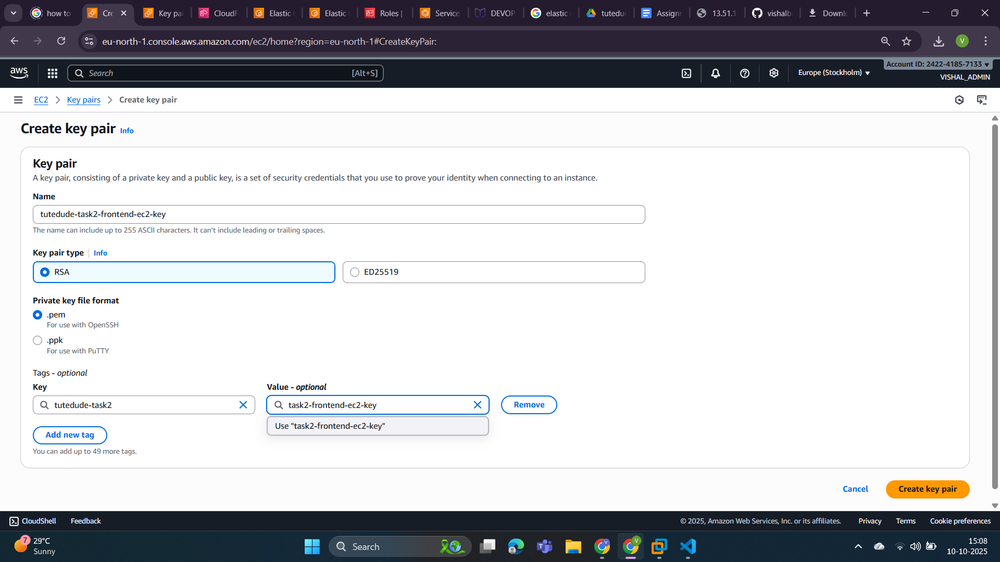 how to
Cre
Key pai
CloudF
Elastic
Elastic
Roles |
Service
DEVOP
elastic
tutedu
Assignr
13.51.1
vishalb
Downlo
eu-north-1.console.aws.amazon.com/ec2/home?region=eu-north-1#CreateKeyPair:
V
aws
Search
[Alt+S]
Europe (Stockholm)
Account ID: 2422-4185-7133
VISHAL_ADMIN
EC2
Key pairs
Create key pair
Create key pair
Info
Key pair
A key pair, consisting of a private key and a public key, is a set of security credentials that you use to prove your identity when connecting to an instance.
Name
tutedude-task2-frontend-ec2-key
The name can include up to 255 ASCII characters. It can't include leading or trailing spaces.
Key pair type
Info
RSA
ED25519
Private key file format
.pem
For use with OpenSSH
.ppk
For use with PuTTY
Tags - optional
Key
Value - optional
tutedude-task2
task2-frontend-ec2-key
Remove
Use "task2-frontend-ec2-key"
Add new tag
You can add up to 49 more tags.
Cancel
Create key pair
CloudShell
Feedback
© 2025, Amazon Web Services, Inc. or its affiliates.
Privacy
Terms
Cookie preferences
7
29°C
Sunny
Search
V
V
15:08
10-10-2025